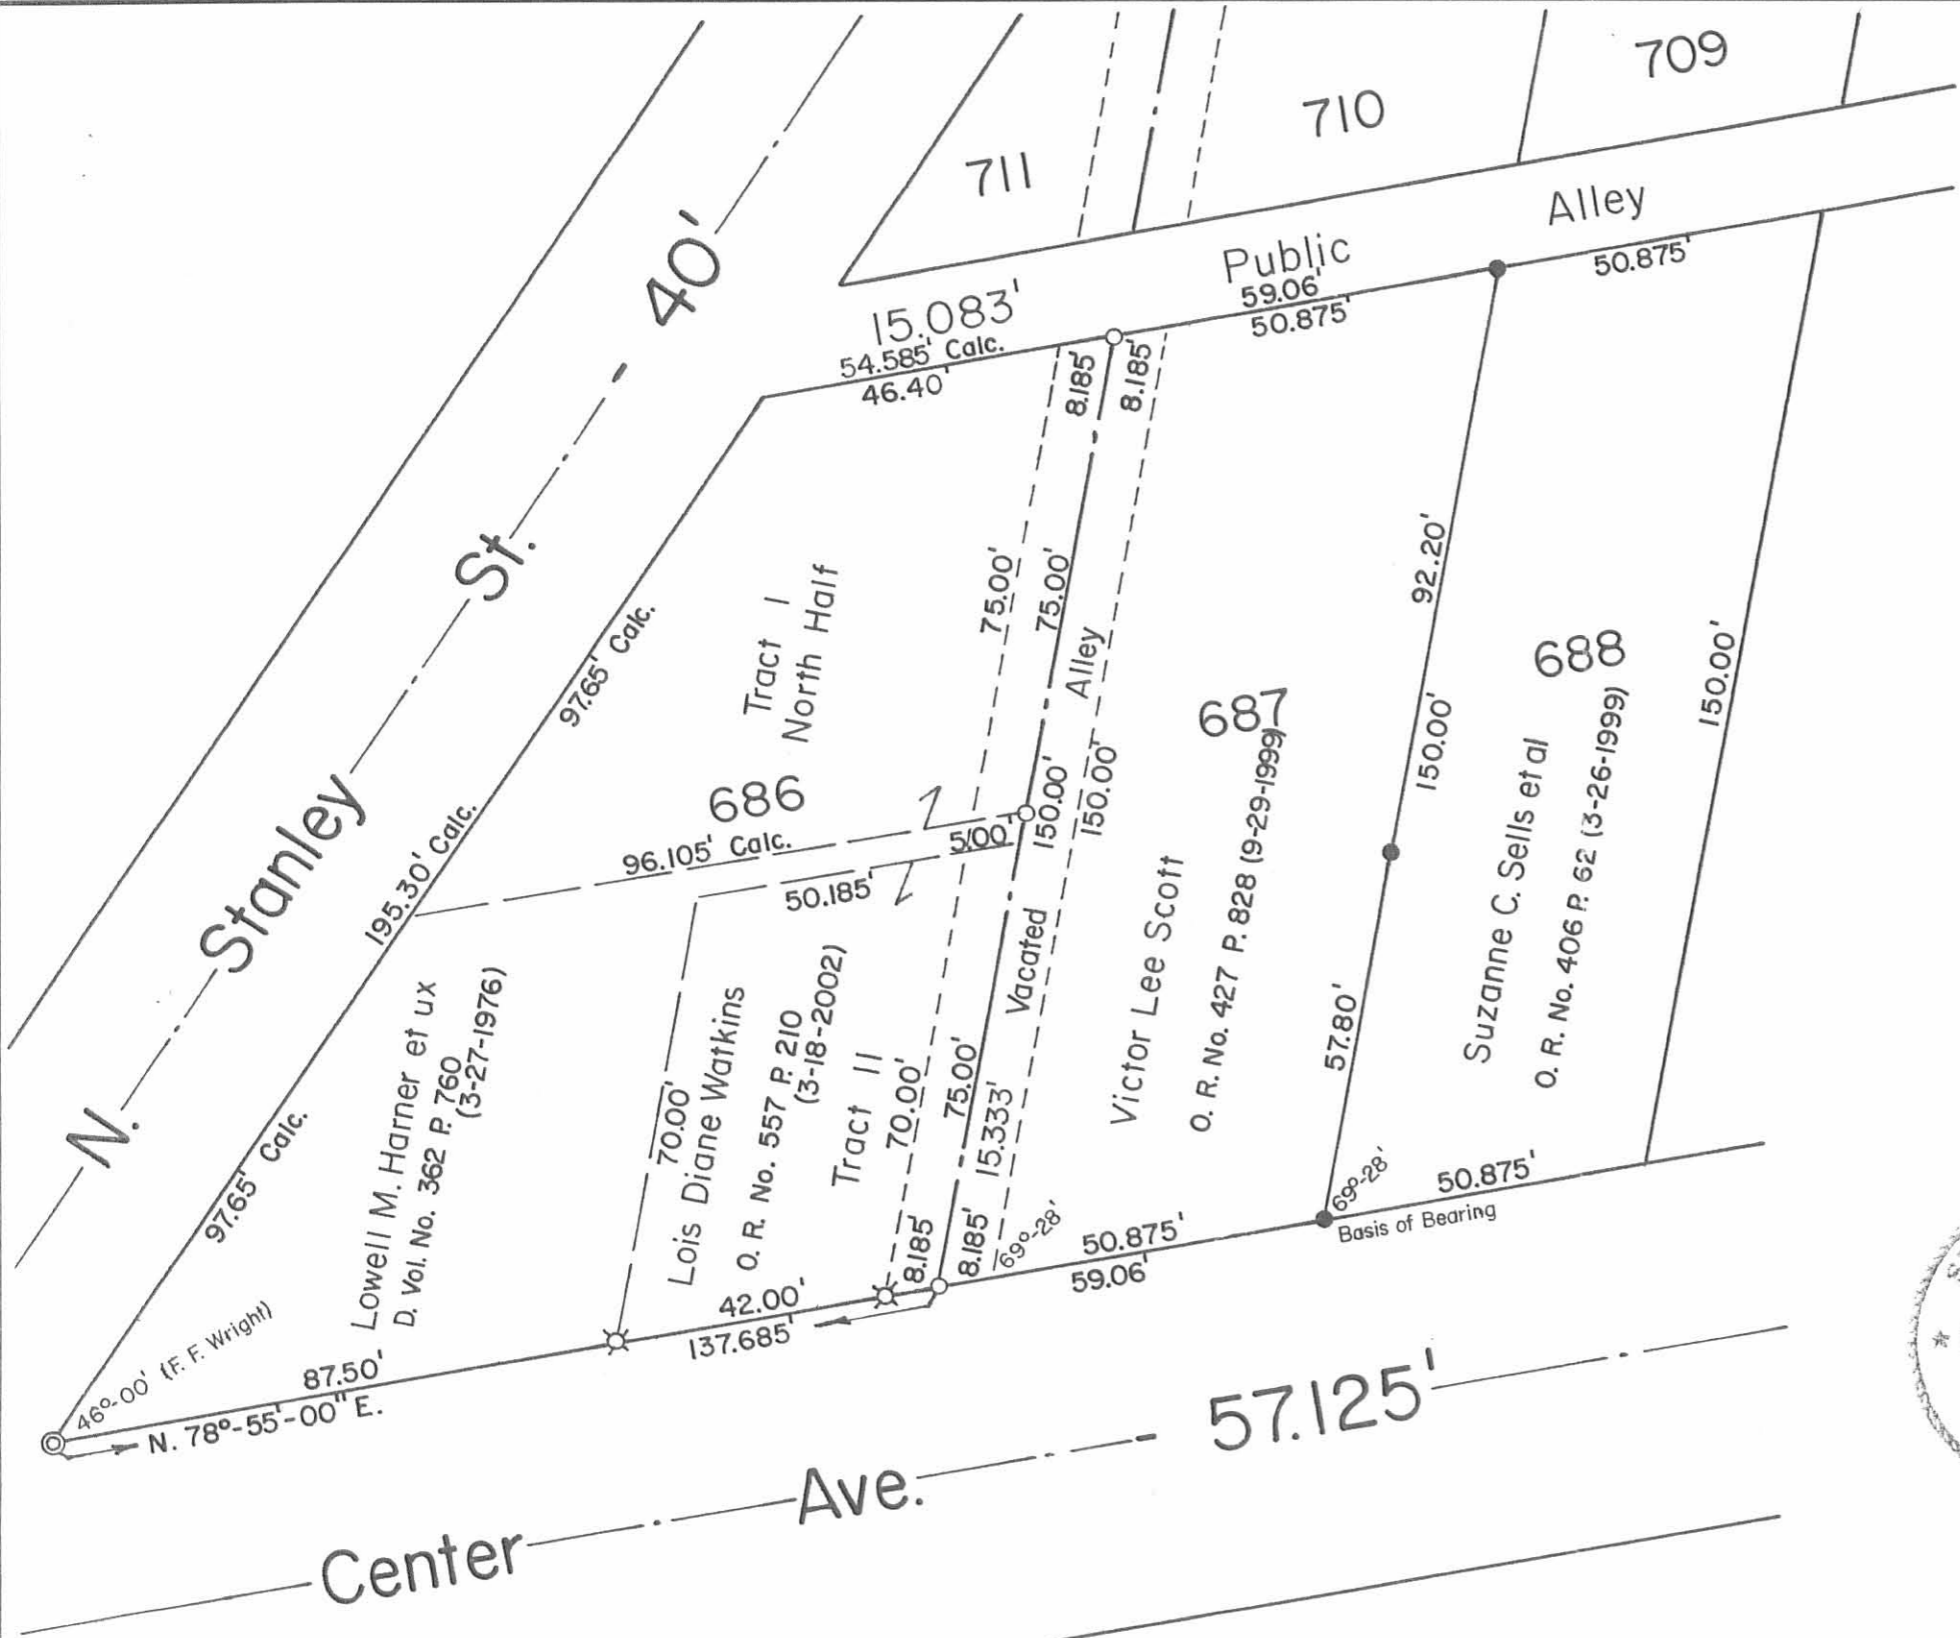 709
710
711
Alley
Public
15.083'
59.06'
50.875'
50.875'
54.585' Calc.
46.40'
40'
-
8.185'
8.185'
N. Stanley St.
97.65' Calc.
195.30' Calc.
97.65' Calc.
Tract I
North Half
75.00'
75.00'
Alley
686
96.105' Calc.
5.00'
50.185'
150.00'
150.00'
Vacated
687
Victor Lee Scott
O. R. No. 427 P. 828 (9-29-1999)
92.20'
150.00'
57.80'
688
Suzanne C. Sells et al
O. R. No. 406 P. 62 (3-26-1999)
150.00'
Lowell M. Harner et ux
D. Vol. No. 362 P. 760
(3-27-1976)
70.00'
Lois Diane Watkins
O. R. No. 557 P. 210
(3-18-2002)
Tract II
70.00'
75.00'
15.333'
8.185'
8.185'
69°-28'
69°-28'
50.875'
Basis of Bearing
50.875'
59.06'
42.00'
137.685'
46°-00' (F. F. Wright)
87.50'
N. 78°-55'-00" E.
Center Ave. - 57.125'